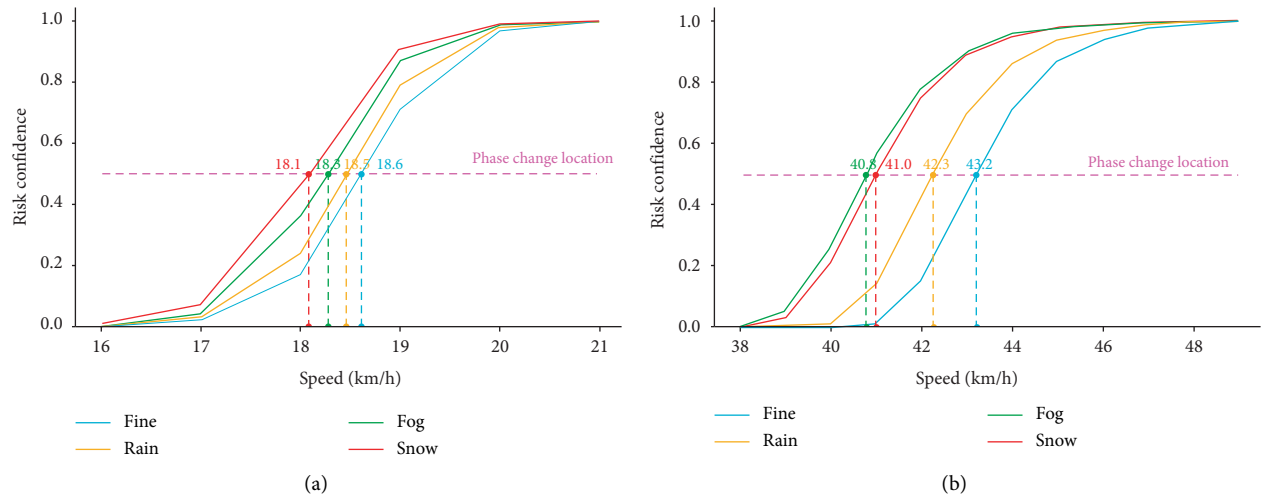 1.0
0.8
0.6
0.4
0.2
0.0
Risk confidence
18.1
18.3
18.5
18.6
Phase change location
16
17
18
19
20
21
Speed (km/h)
Fine
Fog
Rain
Snow
(a)
1.0
0.8
0.6
0.4
0.2
0.0
Risk confidence
40.8
41.0
42.3
43.2
Phase change location
38
40
42
44
46
48
Speed (km/h)
Fine
Fog
Rain
Snow
(b)